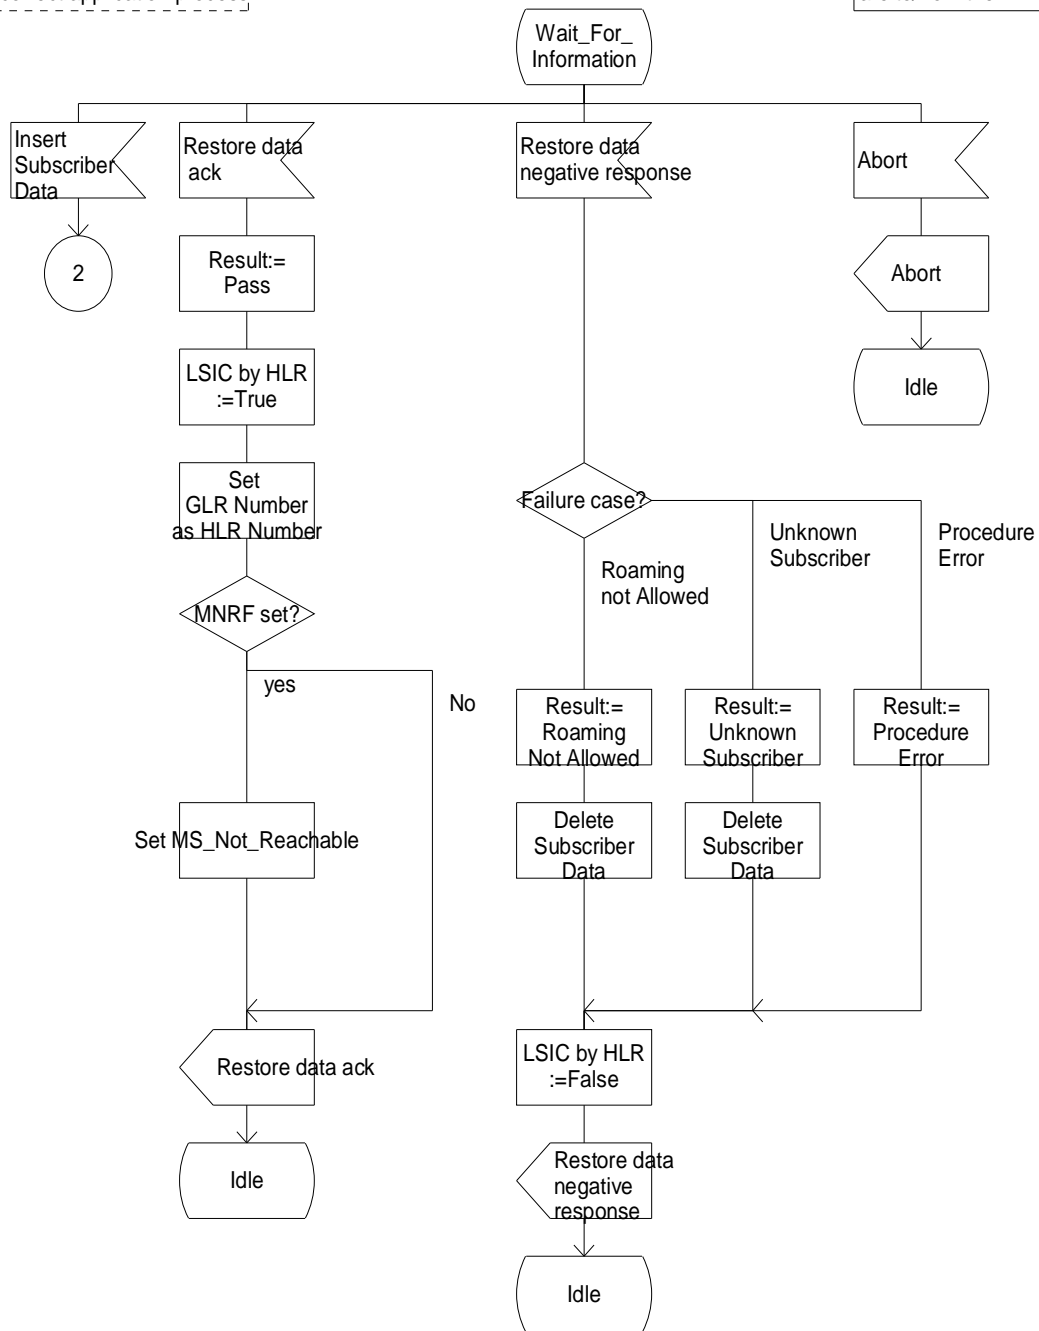 Wait_For_
Information
Insert
Subscriber
Data
Restore data
ack
Restore data
negative response
Abort
2
Result:=
Pass
Abort
LSIC by HLR
:=True
Idle
Set
GLR Number
as HLR Number
Failure case?
Unknown
Subscriber
Procedure
Error
Roaming
not Allowed
MNRF set?
yes
No
Result:=
Roaming
Not Allowed
Result:=
Unknown
Subscriber
Result:=
Procedure
Error
Set MS_Not_Reachable
Delete
Subscriber
Data
Delete
Subscriber
Data
Restore data ack
LSIC by HLR
:=False
Idle
Restore data
negative
response
Idle